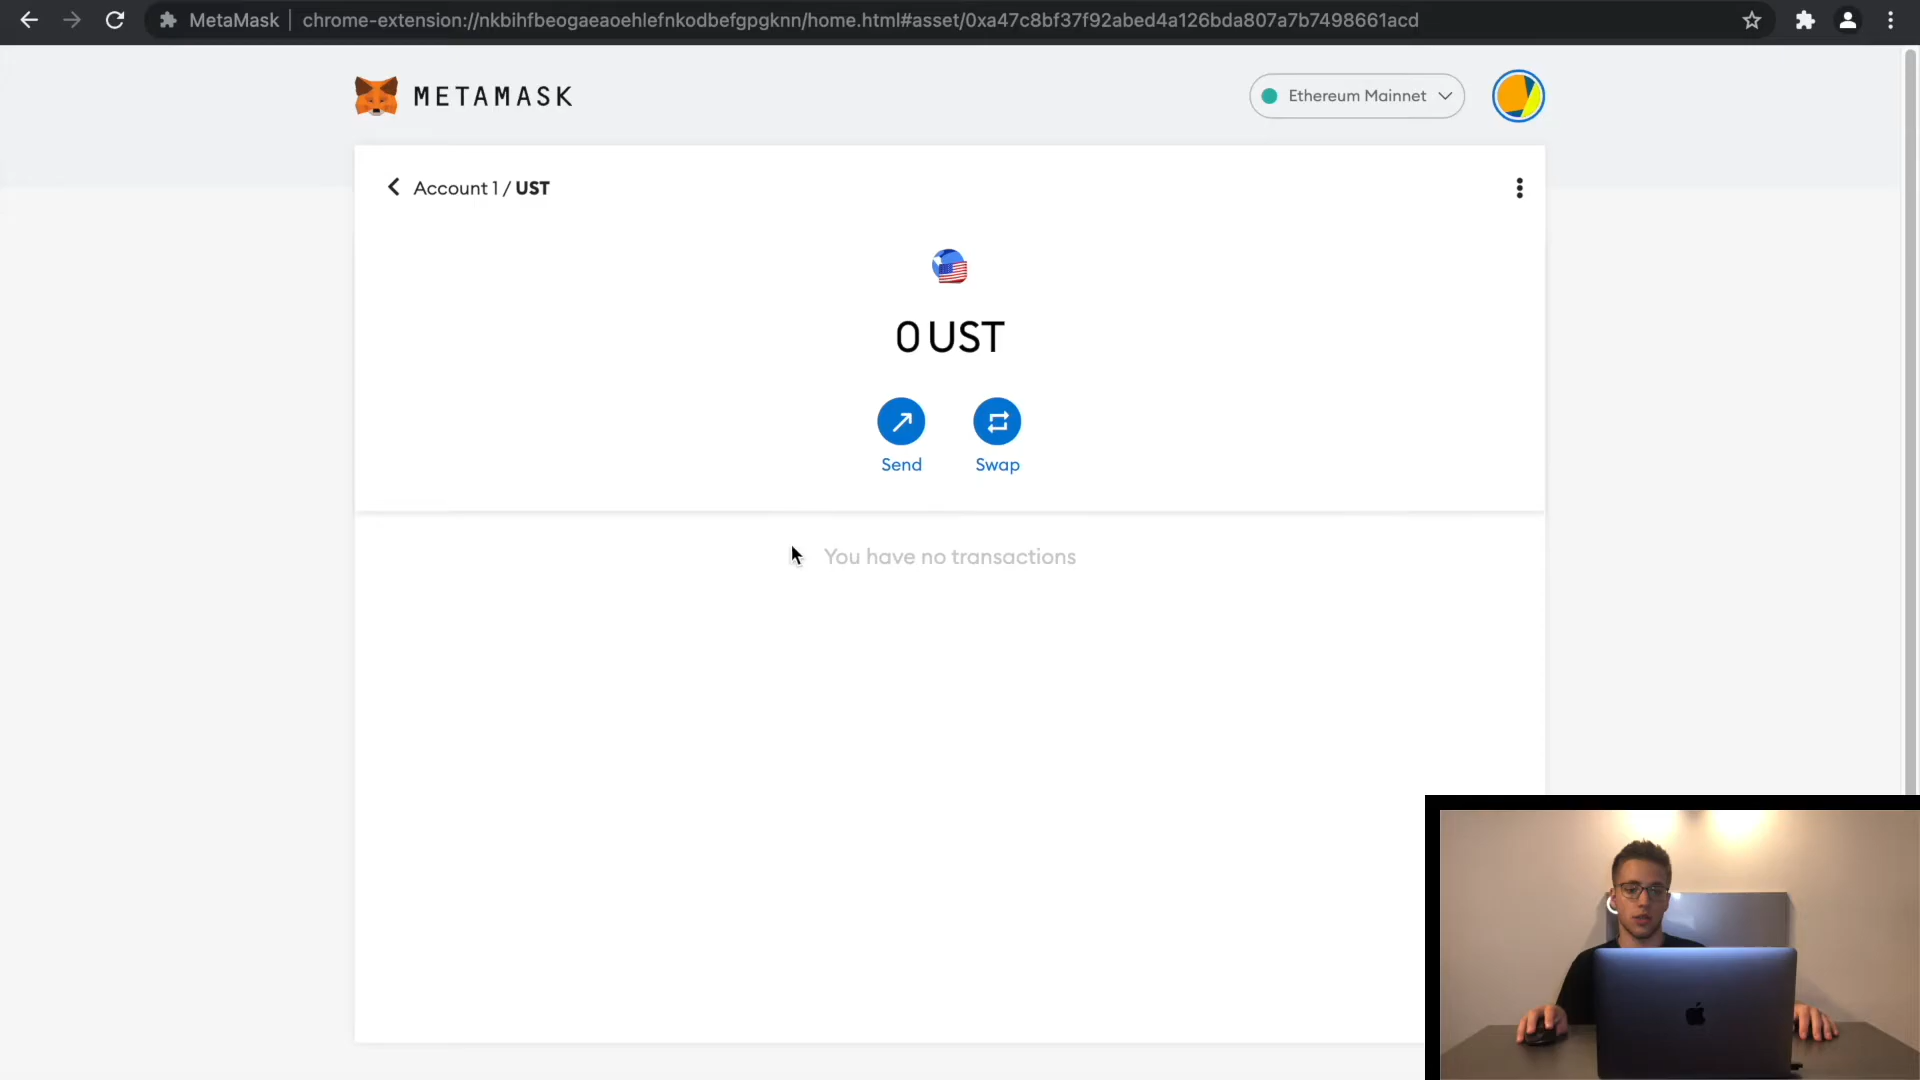 MetaMask | chrome-extension://nkbihfbeogaeaoehlefnkodbefgpgknn/home.html#asset/0xa47c8bf37f92abed4a126bda807a7b7498661acd
METAMASK
Ethereum Mainnet
Account 1 / UST
0 UST
Send
Swap
You have no transactions